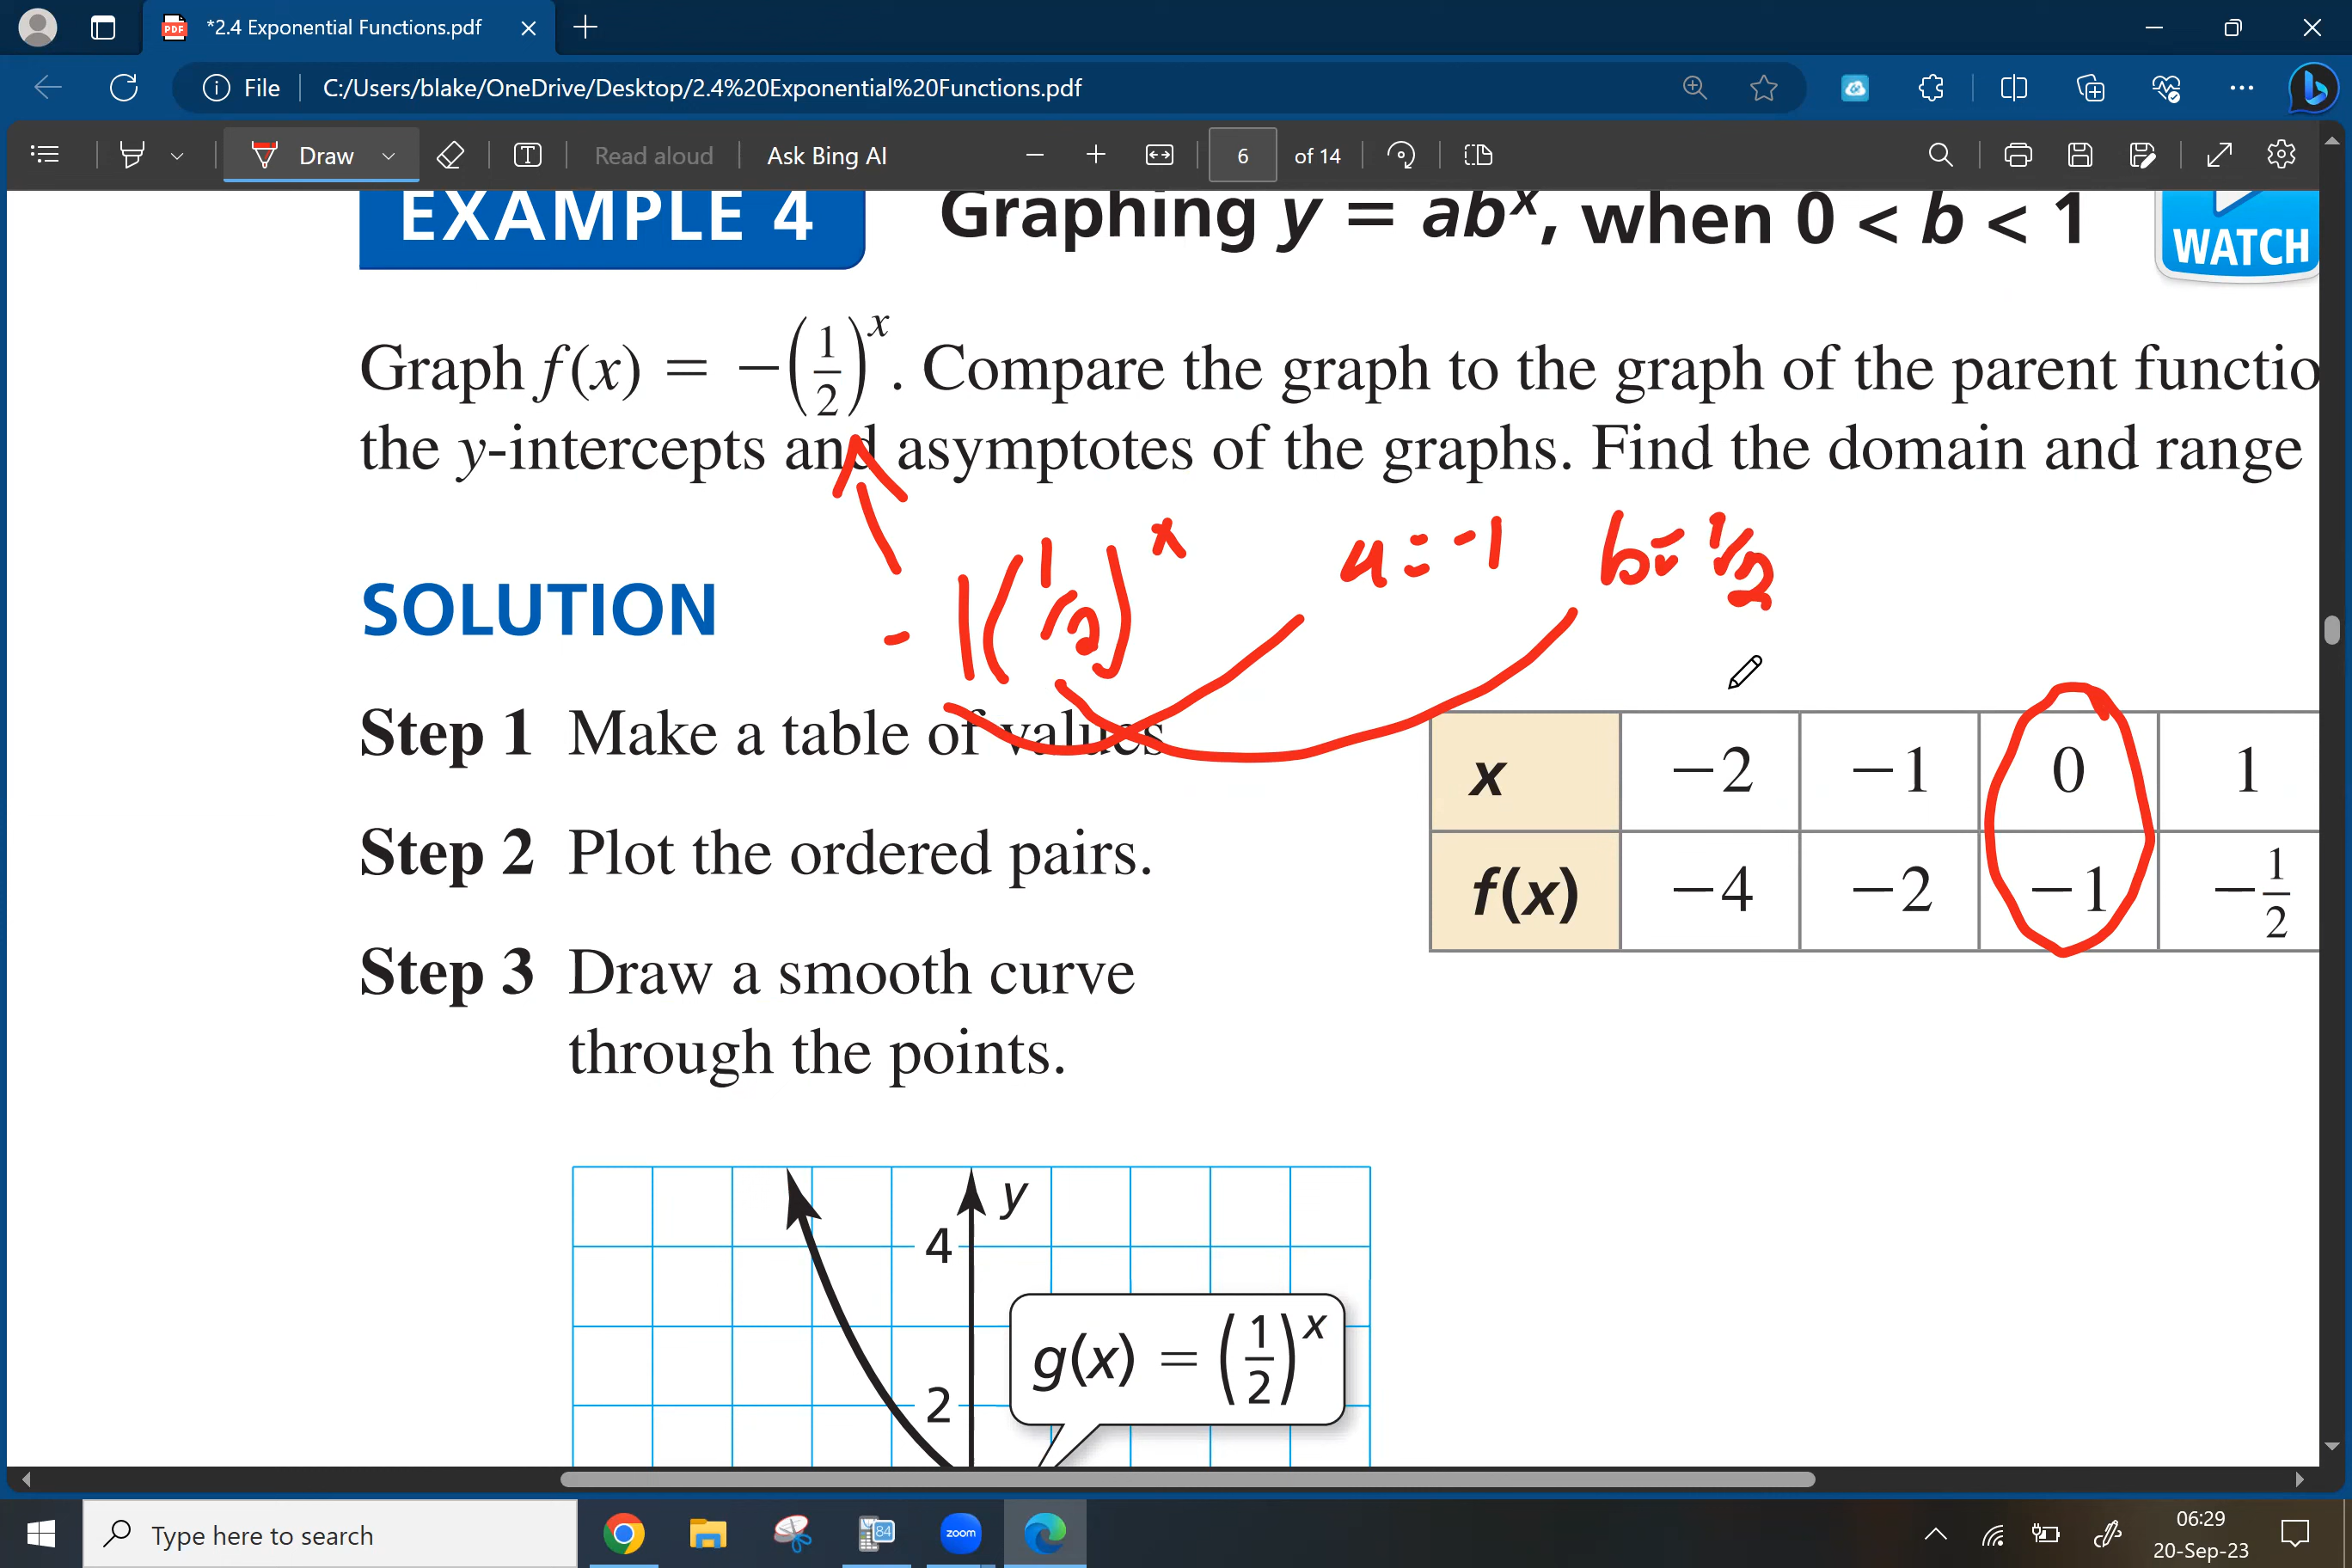 *2.4 Exponential Functions.pdf
File C:/Users/blake/OneDrive/Desktop/2.4%20Exponential%20Functions.pdf
Draw Read aloud Ask Bing AI 6 of 14
EXAMPLE 4 Graphing y = abˣ, when 0 < b < 1 WATCH
Graph f(x) = −(1/2)ˣ. Compare the graph to the graph of the parent functio
the y-intercepts and asymptotes of the graphs. Find the domain and range
-1(1/2)ˣ a=-1 b=1/2
SOLUTION
Step 1 Make a table of values
x −2 −1 0 1
f(x) −4 −2 −1 −1/2
Step 2 Plot the ordered pairs.
Step 3 Draw a smooth curve
through the points.
y
4
g(x) = (1/2)ˣ
2
Type here to search
84
zoom
06:29
20-Sep-23